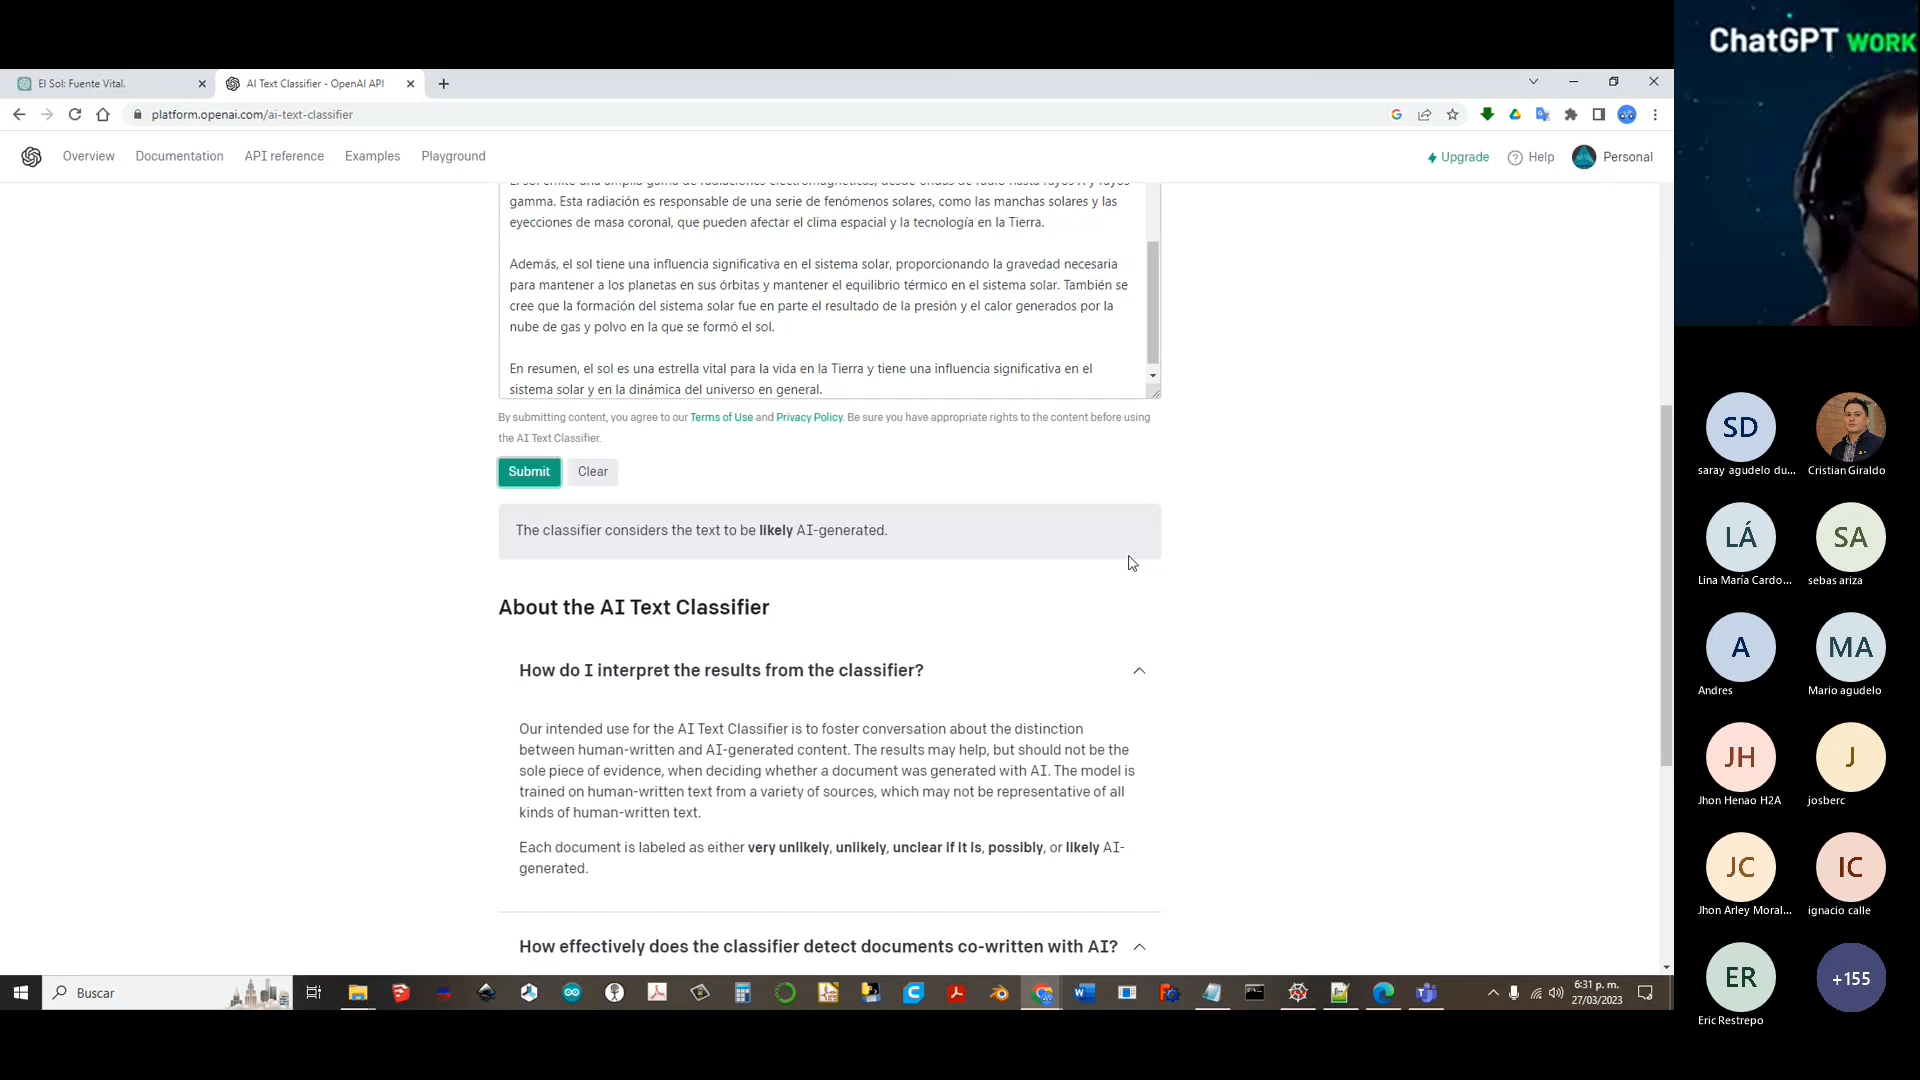 ChatGPT WORK
El Sol: Fuente Vital.
AI Text Classifier - OpenAI API
platform.openai.com/ai-text-classifier
Overview
Documentation
API reference
Examples
Playground
Upgrade
Help
Personal
El sol emite una amplia gama de radiaciones electromagnéticas, desde ondas de radio hasta rayos X y rayos
gamma. Esta radiación es responsable de una serie de fenómenos solares, como las manchas solares y las
eyecciones de masa coronal, que pueden afectar el clima espacial y la tecnología en la Tierra.
Además, el sol tiene una influencia significativa en el sistema solar, proporcionando la gravedad necesaria
para mantener a los planetas en sus órbitas y mantener el equilibrio térmico en el sistema solar. También se
cree que la formación del sistema solar fue en parte el resultado de la presión y el calor generados por la
nube de gas y polvo en la que se formó el sol.
En resumen, el sol es una estrella vital para la vida en la Tierra y tiene una influencia significativa en el
sistema solar y en la dinámica del universo en general.
By submitting content, you agree to our Terms of Use and Privacy Policy. Be sure you have appropriate rights to the content before using
the AI Text Classifier.
Submit
Clear
The classifier considers the text to be likely AI-generated.
About the AI Text Classifier
How do I interpret the results from the classifier?
Our intended use for the AI Text Classifier is to foster conversation about the distinction
between human-written and AI-generated content. The results may help, but should not be the
sole piece of evidence, when deciding whether a document was generated with AI. The model is
trained on human-written text from a variety of sources, which may not be representative of all
kinds of human-written text.
Each document is labeled as either very unlikely, unlikely, unclear if it is, possibly, or likely AI-
generated.
How effectively does the classifier detect documents co-written with AI?
Buscar
6:31 p. m.
27/03/2023
SD
saray agudelo du...
Cristian Giraldo
LÁ
Lina María Cardo...
SA
sebas ariza
A
Andres
MA
Mario agudelo
JH
Jhon Henao H2A
J
josberc
JC
Jhon Arley Moral...
IC
ignacio calle
ER
Eric Restrepo
+155